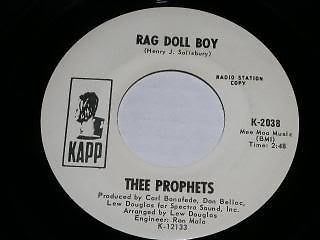 RAG DOLL BOY
(Henry J. Salisbury)
RADIO STATION
COPY
K-2038
Moo Moo Music
(BMI)
Time: 2:48
KAPP
THEE PROPHETS
Produced by Carl Bonafede, Dan Belloc,
Lew Douglas for Spectra Sound, Inc.
Arranged by Lew Douglas
Engineer: Ron Malo
K-12133